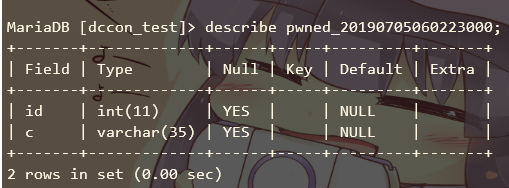 MariaDB [dccon_test]> describe pwned_20190705060223000;
+-------+-------------+------+-----+---------+-------+
| Field | Type        | Null | Key | Default | Extra |
+-------+-------------+------+-----+---------+-------+
| id    | int(11)     | YES  |     | NULL    |       |
| c     | varchar(35) | YES  |     | NULL    |       |
+-------+-------------+------+-----+---------+-------+
2 rows in set (0.00 sec)